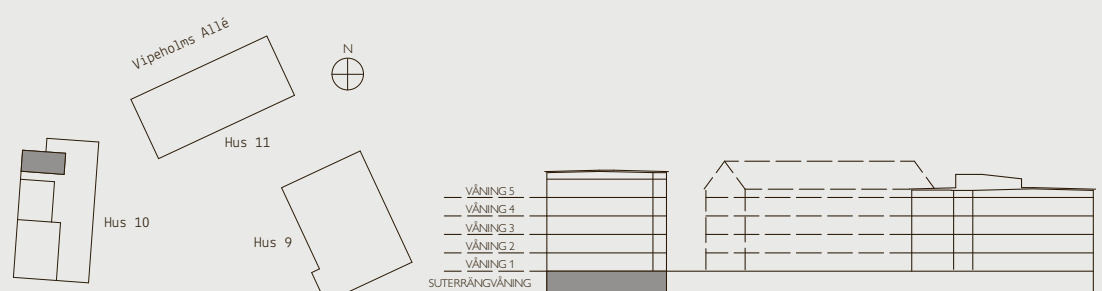 Vipeholms Allé
N
Hus 11
Hus 10
Hus 9
VÅNING 5
VÅNING 4
VÅNING 3
VÅNING 2
VÅNING 1
SUTERRÄNGVÅNING